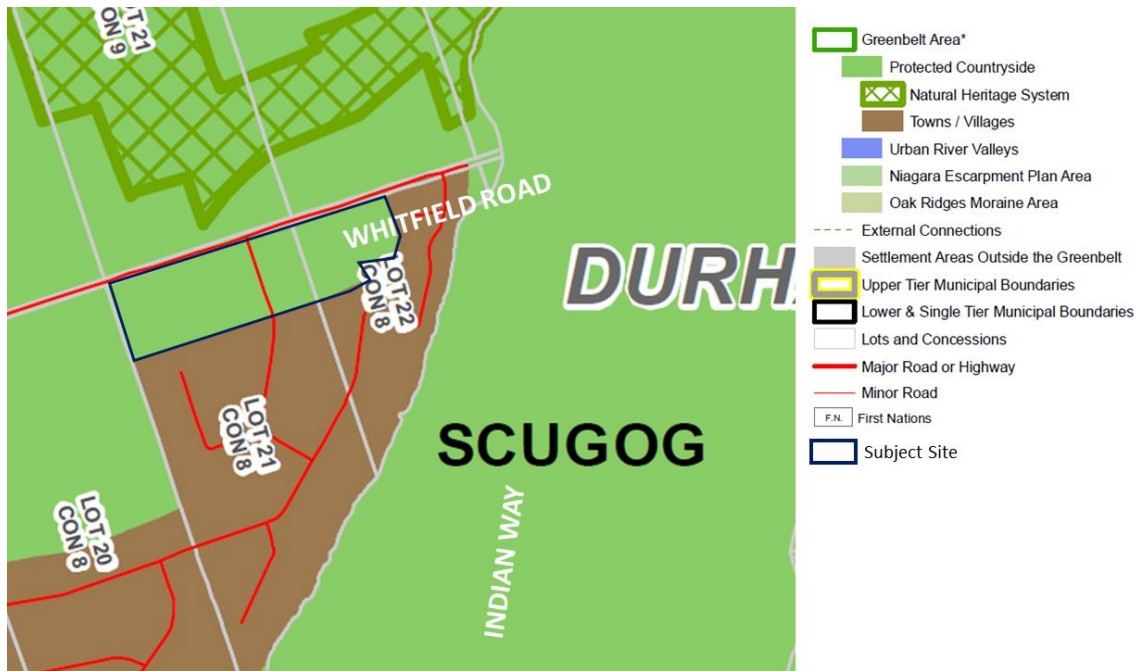 LOT 21
CON 9
WHITFIELD ROAD
LOT 22
CON 8
DURH
LOT 21
CON 8
SCUGOG
LOT 20
CON 8
INDIAN WAY
Greenbelt Area*
Protected Countryside
Natural Heritage System
Towns / Villages
Urban River Valleys
Niagara Escarpment Plan Area
Oak Ridges Moraine Area
External Connections
Settlement Areas Outside the Greenbelt
Upper Tier Municipal Boundaries
Lower & Single Tier Municipal Boundaries
Lots and Concessions
Major Road or Highway
Minor Road
F.N. First Nations
Subject Site